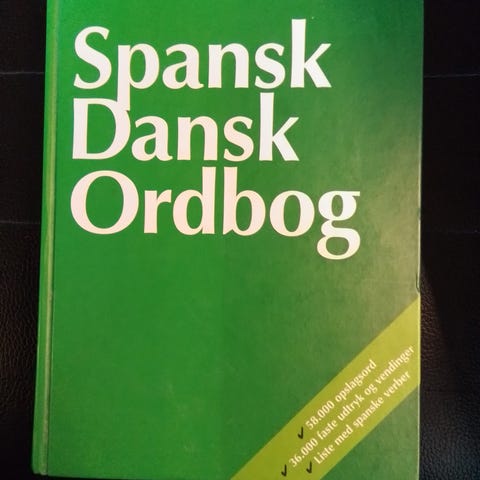 Spansk
Dansk
Ordbog
✓ 58.000 opslagsord
✓ 36.000 faste udtryk og vendinger
✓ Liste med spanske verber